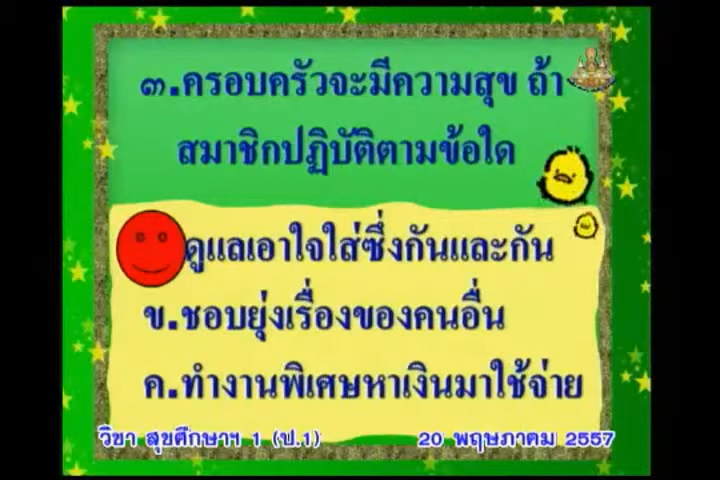 ๓.ครอบครัวจะมีความสุข ถ้า
สมาชิกปฏิบัติตามข้อใด
ดูแลเอาใจใส่ซึ่งกันและกัน
ข.ชอบยุ่งเรื่องของคนอื่น
ค.ทำงานพิเศษหาเงินมาใช้จ่าย
วิชา สุขศึกษาฯ 1 (ป.1) 20 พฤษภาคม 2557